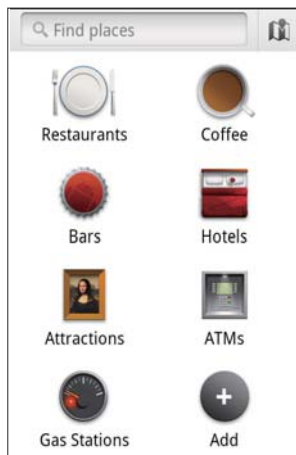 Find places
Restaurants
Coffee
Bars
Hotels
Attractions
ATMs
Gas Stations
Add